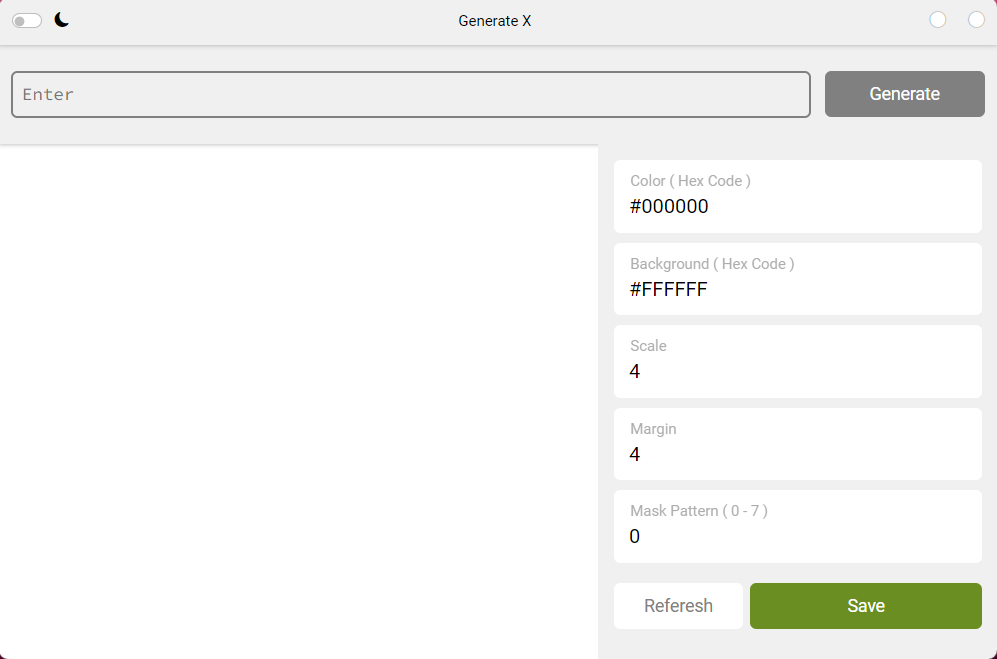 Generate X
Enter
Generate
Color ( Hex Code )
#000000
Background ( Hex Code )
#FFFFFF
Scale
4
Margin
4
Mask Pattern ( 0 - 7 )
0
Referesh
Save